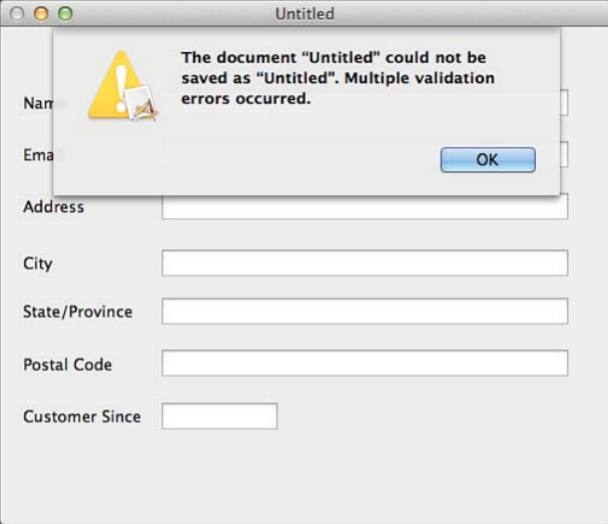 Untitled
The document “Untitled” could not be
saved as “Untitled”. Multiple validation
errors occurred.
OK
Address
City
State/Province
Postal Code
Customer Since